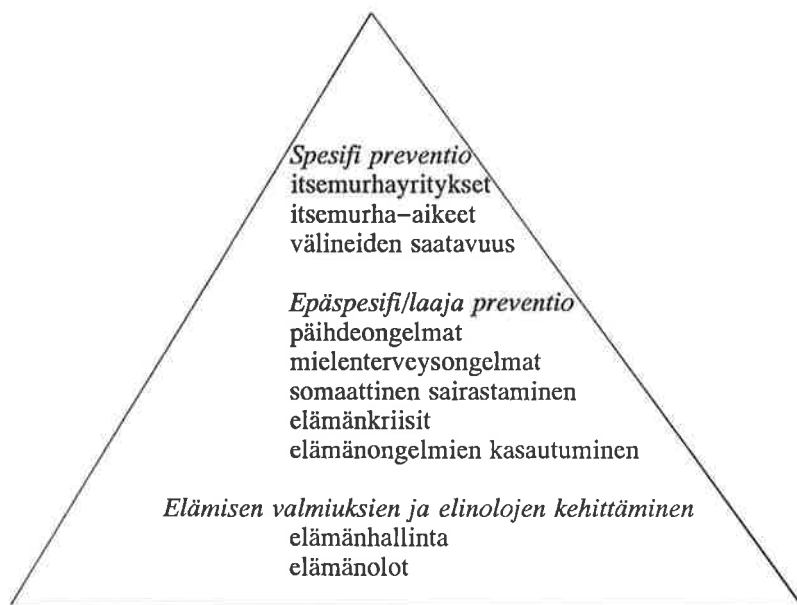 Spesifi preventio
itsemurhayritykset
itsemurha–aikeet
välineiden saatavuus
Epäspesifi/laaja preventio
päihdeongelmat
mielenterveysongelmat
somaattinen sairastaminen
elämänkriisit
elämänongelmien kasautuminen
Elämisen valmiuksien ja elinolojen kehittäminen
elämänhallinta
elämänolot